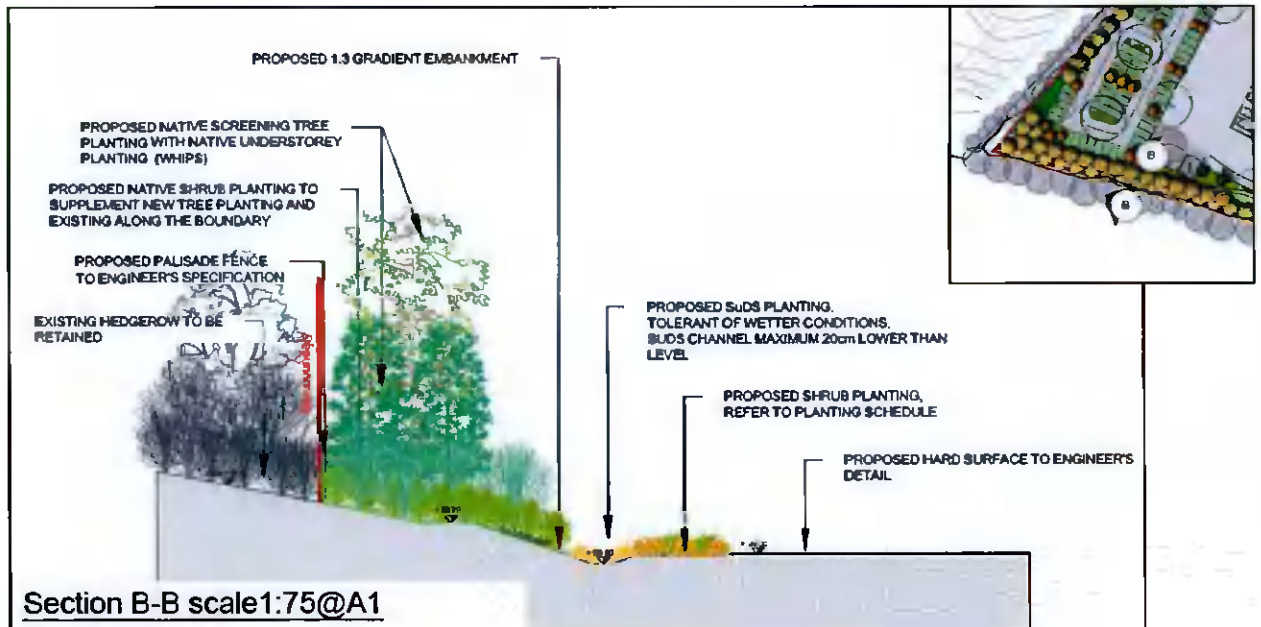 PROPOSED 1.3 GRADIENT EMBANKMENT
PROPOSED NATIVE SCREENING TREE
PLANTING WITH NATIVE UNDERSTOREY
PLANTING (WHIPS)
PROPOSED NATIVE SHRUB PLANTING TO
SUPPLEMENT NEW TREE PLANTING AND
EXISTING ALONG THE BOUNDARY
PROPOSED PALISADE FENCE
TO ENGINEER'S SPECIFICATION
EXISTING HEDGEROW TO BE
RETAINED
PROPOSED SuDS PLANTING,
TOLERANT OF WETTER CONDITIONS,
SUDS CHANNEL MAXIMUM 20cm LOWER THAN
LEVEL
PROPOSED SHRUB PLANTING,
REFER TO PLANTING SCHEDULE
PROPOSED HARD SURFACE TO ENGINEER'S
DETAIL
B
B
Section B-B scale1:75@A1